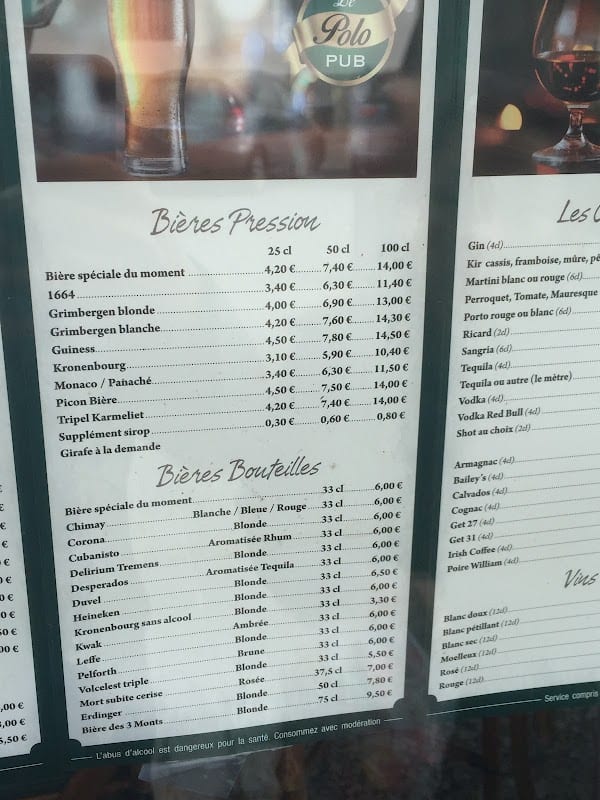 De
Polo
PUB
Bières Pression
25 cl 50 cl 100 cl
Bière spéciale du moment 4,20 € 7,40 € 14,00 €
1664 3,40 € 6,30 € 11,40 €
Grimbergen blonde 4,00 € 6,90 € 13,00 €
Grimbergen blanche 4,20 € 7,60 € 14,30 €
Guiness 4,50 € 7,80 € 14,50 €
Kronenbourg 3,10 € 5,90 € 10,40 €
Monaco / Panaché 3,40 € 6,30 € 11,50 €
Picon Bière 4,50 € 7,50 € 14,00 €
Tripel Karmeliet 4,20 € 7,40 € 14,00 €
Supplément sirop 0,30 € 0,60 € 0,80 €
Girafe à la demande
Bières Bouteilles
Bière spéciale du moment 33 cl 6,00 €
Chimay Blanche / Bleue / Rouge 33 cl 6,00 €
Corona Blonde 33 cl 6,00 €
Cubanisto Aromatisée Rhum 33 cl 6,00 €
Delirium Tremens Blonde 33 cl 6,00 €
Desperados Aromatisée Tequila 33 cl 6,00 €
Duvel Blonde 33 cl 6,50 €
Heineken Blonde 33 cl 6,00 €
Kronenbourg sans alcool Blonde 33 cl 3,30 €
Kwak Ambrée 33 cl 6,00 €
Leffe Blonde 33 cl 6,00 €
Pelforth Brune 33 cl 6,00 €
Volcelest triple Blonde 33 cl 5,50 €
Mort subite cerise Rosée 37,5 cl 7,00 €
Erdinger Blonde 50 cl 7,80 €
Bière des 3 Monts Blonde 75 cl 9,50 €
L'abus d'alcool est dangereux pour la santé. Consommez avec modération
Les
Gin (4cl)
Kir cassis, framboise, mûre, pê
Martini blanc ou rouge (6cl)
Perroquet, Tomate, Mauresque
Porto rouge ou blanc (6cl)
Ricard (2cl)
Sangria (6cl)
Tequila (4cl)
Tequila ou autre (le mètre)
Vodka (4cl)
Vodka Red Bull (4cl)
Shot au choix (2cl)
Armagnac (4cl)
Bailey's (4cl)
Calvados (4cl)
Cognac (4cl)
Get 27 (4cl)
Get 31 (4cl)
Irish Coffee (4cl)
Poire William (4cl)
Vins
Blanc doux (12cl)
Blanc pétillant (12cl)
Blanc sec (12cl)
Moelleux (12cl)
Rosé (12cl)
Rouge (12cl)
Service compris